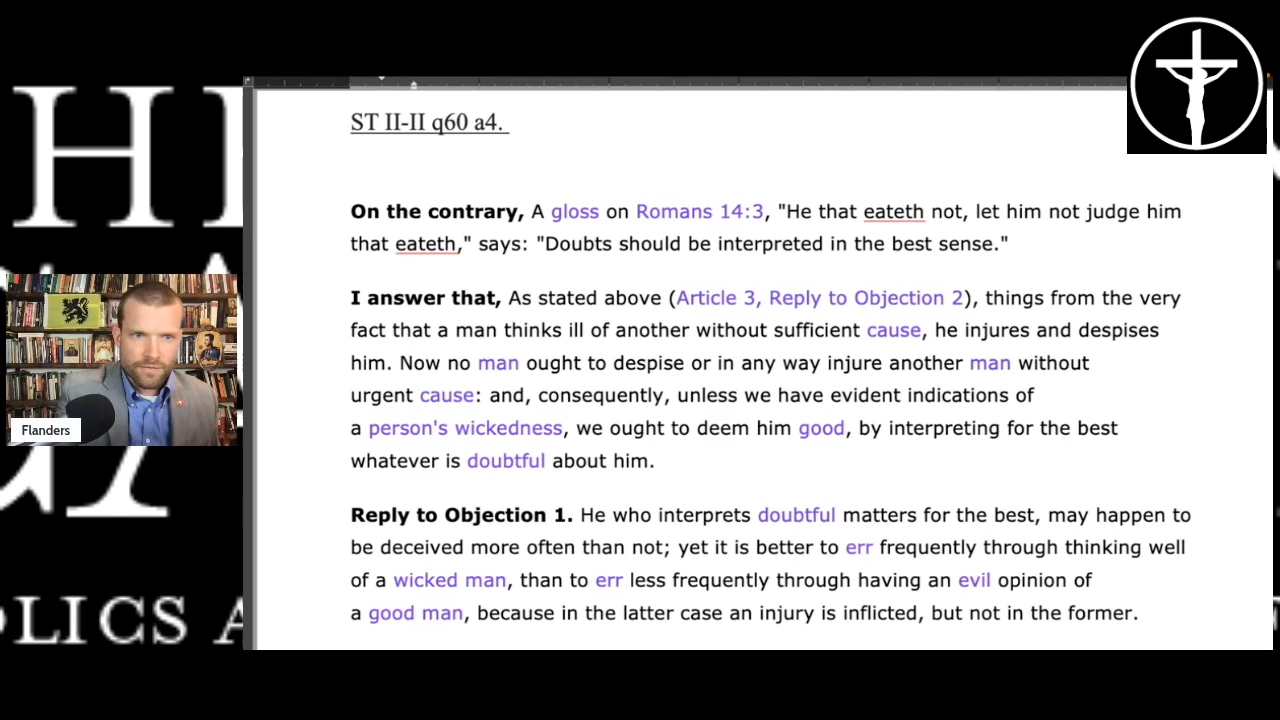 HI
ST II-II q60 a4.
On the contrary, A gloss on Romans 14:3, "He that eateth not, let him not judge him
that eateth," says: "Doubts should be interpreted in the best sense."
I answer that, As stated above (Article 3, Reply to Objection 2), things from the very
fact that a man thinks ill of another without sufficient cause, he injures and despises
him. Now no man ought to despise or in any way injure another man without
urgent cause: and, consequently, unless we have evident indications of
a person's wickedness, we ought to deem him good, by interpreting for the best
whatever is doubtful about him.
Flanders
Reply to Objection 1. He who interprets doubtful matters for the best, may happen to
be deceived more often than not; yet it is better to err frequently through thinking well
of a wicked man, than to err less frequently through having an evil opinion of
a good man, because in the latter case an injury is inflicted, but not in the former.
OLICS A